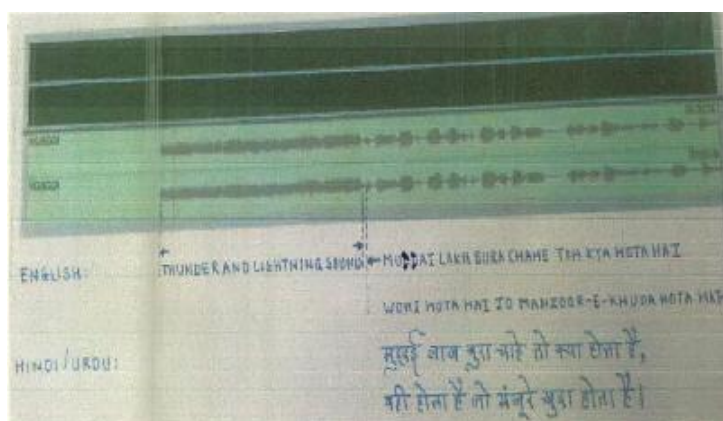 ENGLISH:
THUNDER AND LIGHTNING SOUND
MUDDAI LAKH BURA CHAHE TOH KYA HOTA HAI
WOHI HOTA HAI JO MANZOOR-E-KHUDA HOTA HAI
HINDI/URDU:
मुद्दई लाख बुरा चाहे तो क्या होता है,
वही होता है जो मंजूरे खुदा होता है।